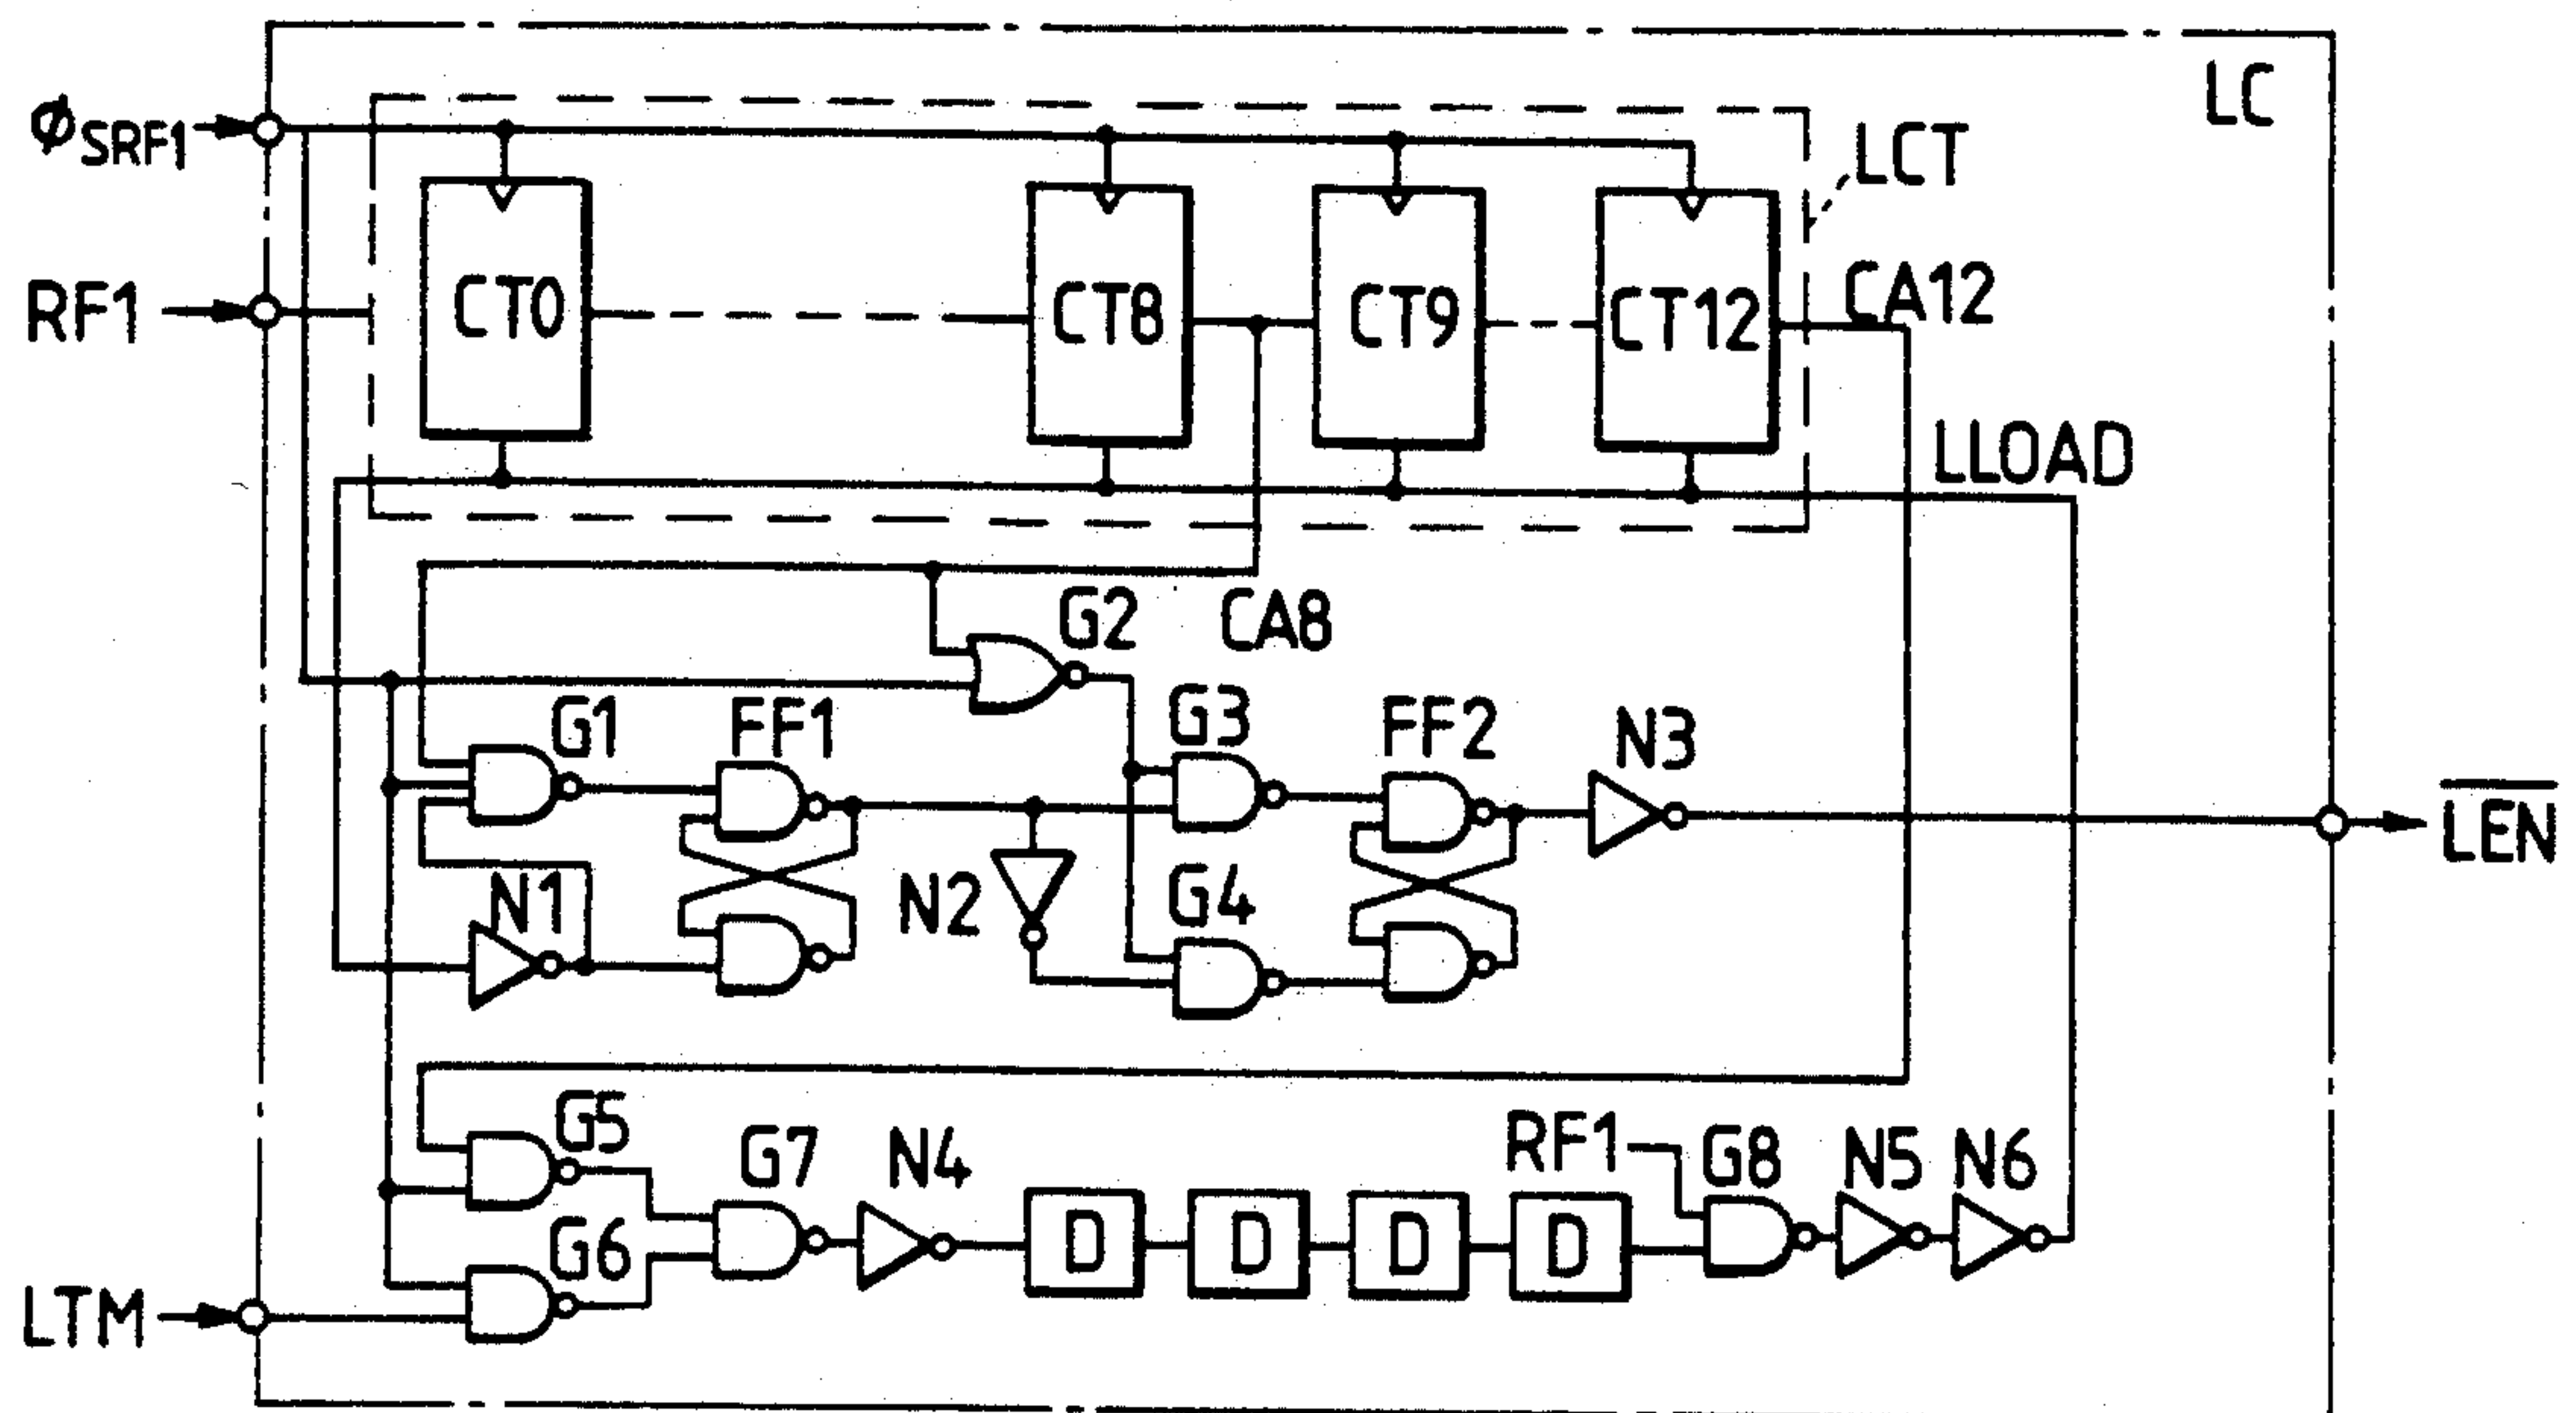 LC
ϕSRF1
LCT
RF1
CT0
CT8
CT9
CT12
CA12
LLOAD
G2
CA8
G1
FF1
G3
FF2
N3
LEN
N1
N2
G4
G5
G7
N4
RF1
G8
N5
N6
G6
D
D
D
D
LTM